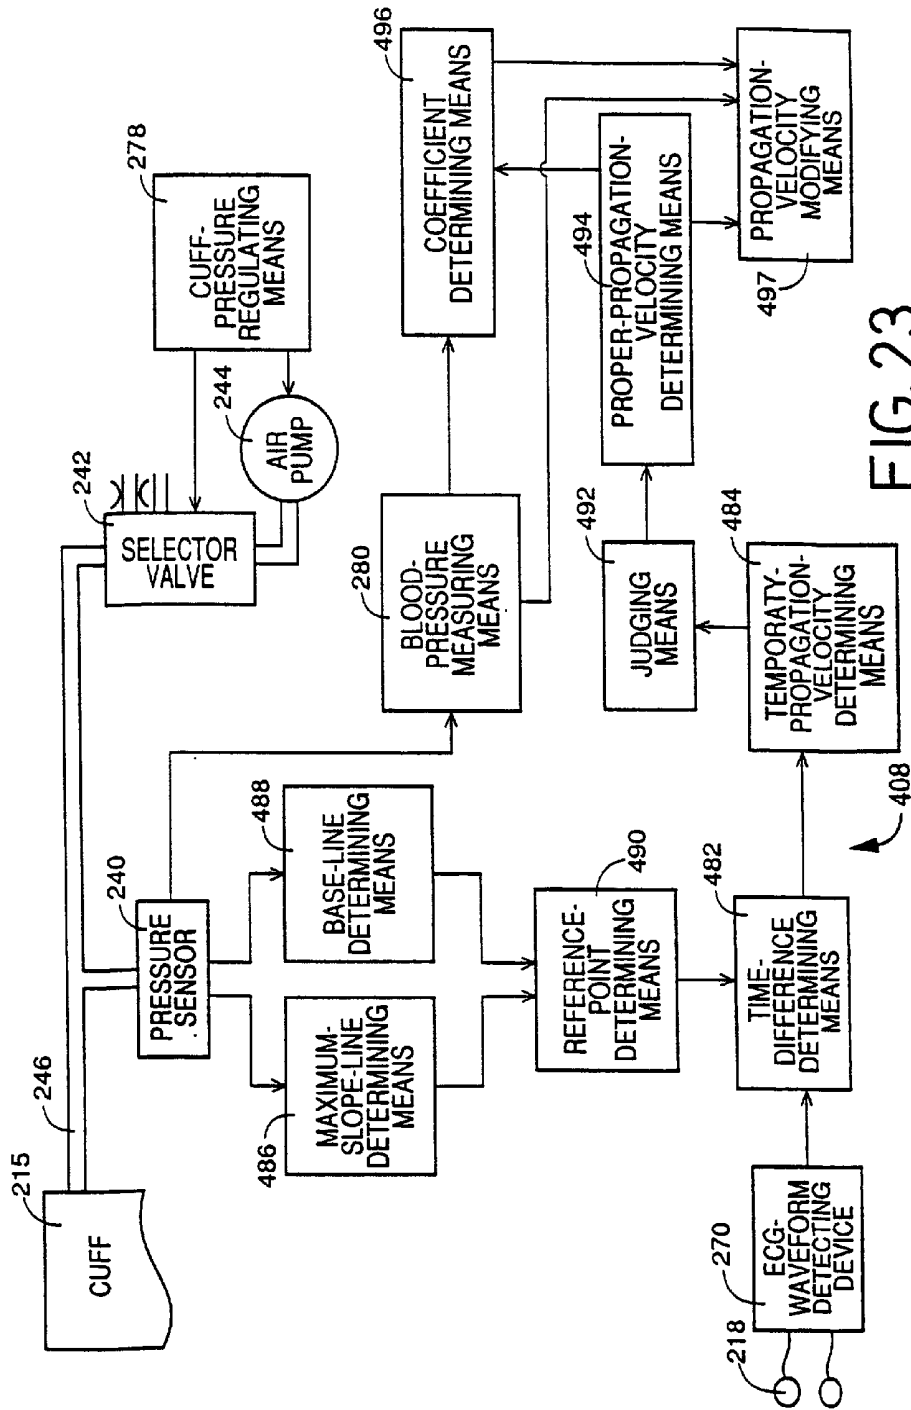 215
CUFF
246
240
PRESSURE
SENSOR
242
SELECTOR
VALVE
244
AIR
PUMP
278
CUFF-
PRESSURE
REGULATING
MEANS
486
MAXIMUM-
SLOPE-LINE
DETERMINING
MEANS
488
BASE-LINE
DETERMINING
MEANS
280
BLOOD-
PRESSURE
MEASURING
MEANS
496
COEFFICIENT
DETERMINING MEANS
490
REFERENCE-
POINT
DETERMINING
MEANS
492
JUDGING
MEANS
494
PROPER-PROPAGATION-
VELOCITY
DETERMINING MEANS
218
270
ECG-
WAVEFORM
DETECTING
DEVICE
482
TIME-
DIFFERENCE
DETERMINING
MEANS
484
TEMPORATY-
PROPAGATION-
VELOCITY
DETERMINING
MEANS
497
PROPAGATION-
VELOCITY
MODIFYING
MEANS
408
FIG. 23